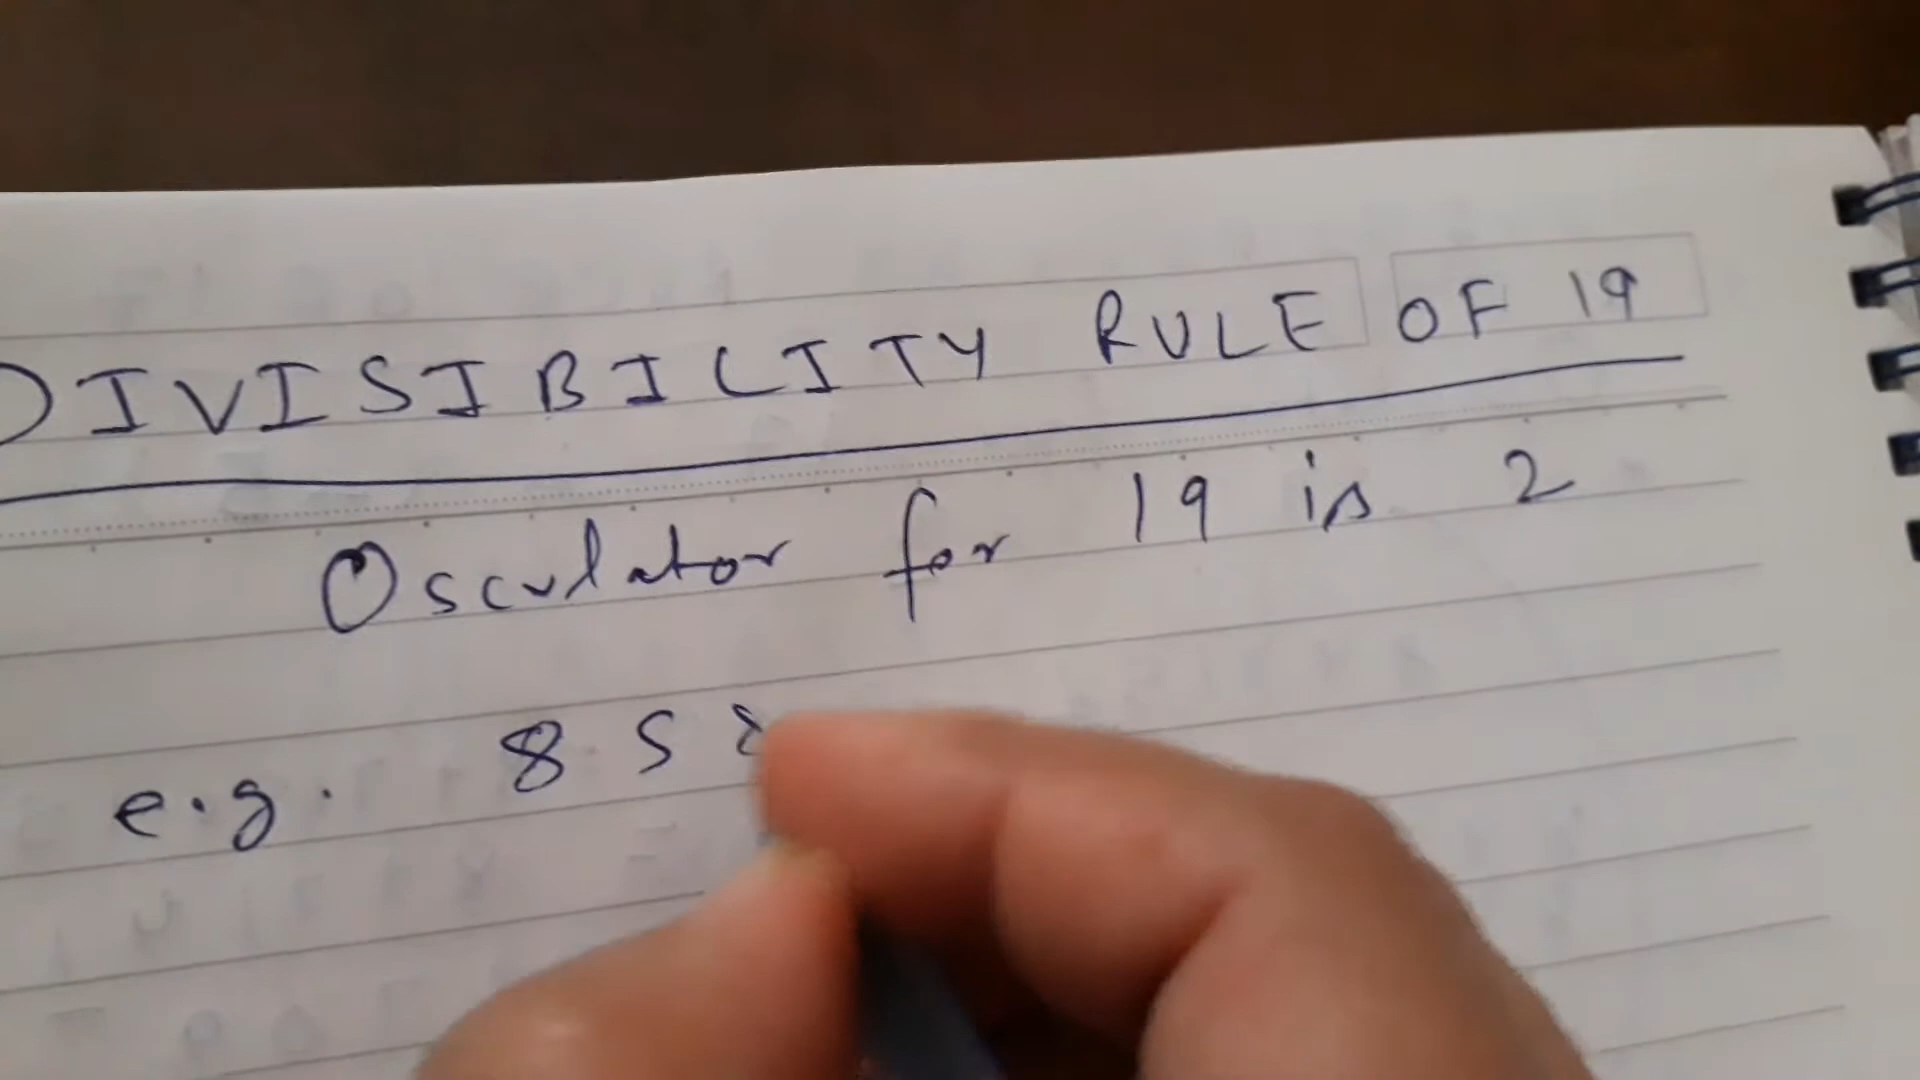 DIVISIBILITY RULE OF 19
Osculator for 19 is 2
e.g. 8 5